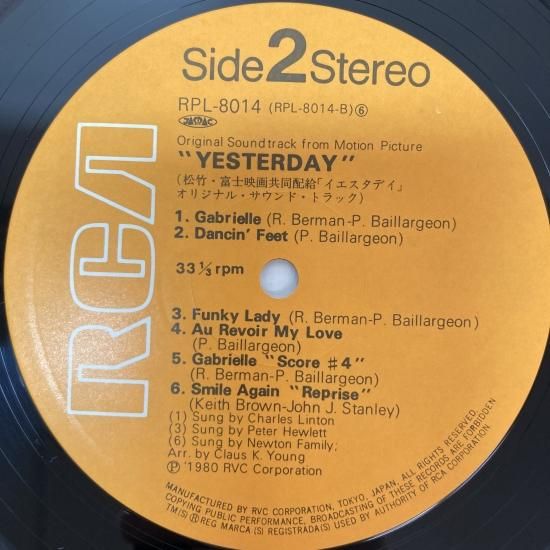 Side 2 Stereo
RPL-8014 (RPL-8014-B)⑥
JASRAC
Original Soundtrack from Motion Picture
"YESTERDAY"
(松竹・富士映画共同配給「イエスタデイ」
オリジナル・サウンド・トラック)
1. Gabrielle (R. Berman-P. Baillargeon)
2. Dancin' Feet (P. Baillargeon)
33 1/3 rpm
3. Funky Lady (R. Berman-P. Baillargeon)
4. Au Revoir My Love
(P. Baillargeon)
5. Gabrielle "Score #4"
(R. Berman-P. Baillargeon)
6. Smile Again "Reprise"
(Keith Brown-John J. Stanley)
(1) Sung by Charles Linton
(3) Sung by Peter Hewlett
(6) Sung by Newton Family;
Arr. by Claus K. Young
Ⓟ '1980 RVC Corporation
RCA
MANUFACTURED BY RVC CORPORATION, TOKYO, JAPAN. ALL RIGHTS RESERVED.
COPYING PUBLIC PERFORMANCE, BROADCASTING OF THESE RECORDS ARE FORBIDDEN
TM(S) ® REG MARCA (S) REGISTRADA(S) USED BY AUTHORITY OF RCA CORPORATION.